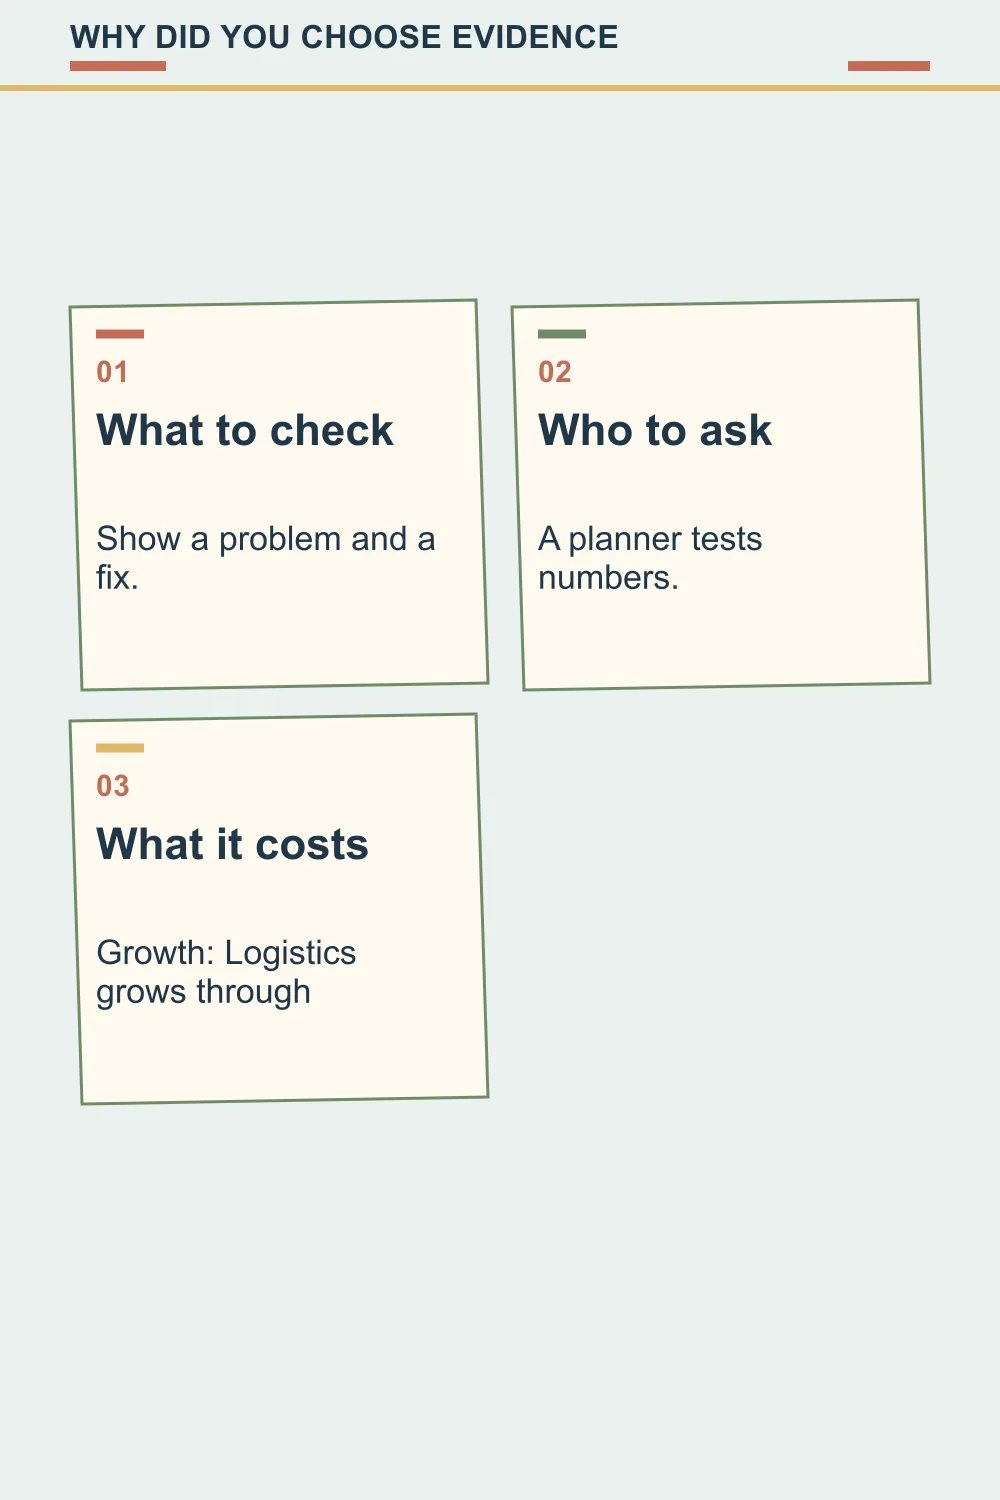 WHY DID YOU CHOOSE EVIDENCE
01
What to check
Show a problem and a
fix.
02
Who to ask
A planner tests
numbers.
03
What it costs
Growth: Logistics
grows through